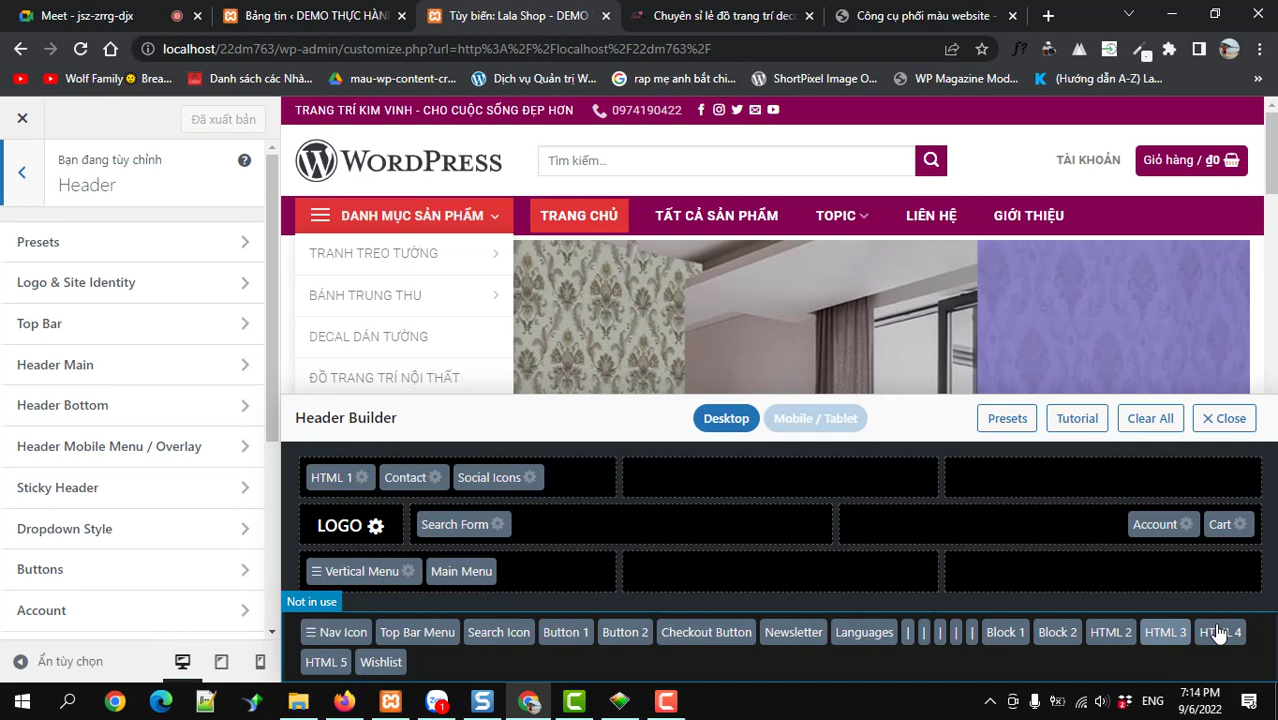 Meet - jsz-zrrg-djx
Bảng tin ‹ DEMO THỰC HÀN
Tùy biến: Lala Shop - DEMO
Chuyên sỉ lẻ đồ trang trí dec
Công cụ phối màu website -
localhost/22dm763/wp-admin/customize.php?url=http%3A%2F%2Flocalhost%2F22dm763%2F
Wolf Family Brea...
Danh sách các Nhà...
mau-wp-content-cr...
Dịch vụ Quản trị W...
rap mẹ anh bắt chi...
ShortPixel Image O...
WP Magazine Mod...
(Hướng dẫn A-Z) La...
Đã xuất bản
Bạn đang tùy chỉnh
Header
Presets
Logo & Site Identity
Top Bar
Header Main
Header Bottom
Header Mobile Menu / Overlay
Sticky Header
Dropdown Style
Buttons
Account
Ẩn tùy chọn
TRANG TRÍ KIM VINH - CHO CUỘC SỐNG ĐẸP HƠN
0974190422
WORDPRESS
Tìm kiếm...
TÀI KHOẢN
Giỏ hàng / ₫0
DANH MỤC SẢN PHẨM
TRANG CHỦ
TẤT CẢ SẢN PHẨM
TOPIC
LIÊN HỆ
GIỚI THIỆU
TRANH TREO TƯỜNG
BÁNH TRUNG THU
DECAL DÁN TƯỜNG
ĐỒ TRANG TRÍ NỘI THẤT
Header Builder
Desktop
Mobile / Tablet
Presets
Tutorial
Clear All
Close
HTML 1
Contact
Social Icons
LOGO
Search Form
Account
Cart
Vertical Menu
Main Menu
Not in use
Nav Icon
Top Bar Menu
Search Icon
Button 1
Button 2
Checkout Button
Newsletter
Languages
|
|
|
|
|
Block 1
Block 2
HTML 2
HTML 3
HTML 4
HTML 5
Wishlist
1
ENG
7:14 PM
9/6/2022